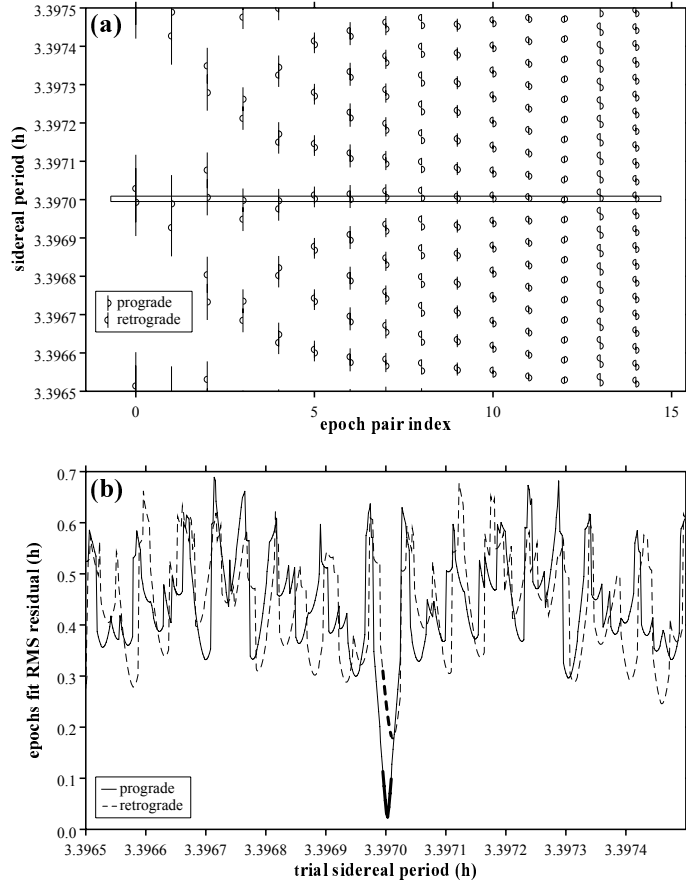 (a)
3.3975
3.3974
3.3973
3.3972
3.3971
3.3970
3.3969
3.3968
3.3967
3.3966
3.3965
sidereal period (h)
prograde
retrograde
0 5 10 15
epoch pair index
(b)
0.7
0.6
0.5
0.4
0.3
0.2
0.1
0.0
epochs fit RMS residual (h)
prograde
retrograde
3.3965 3.3966 3.3967 3.3968 3.3969 3.3970 3.3971 3.3972 3.3973 3.3974
trial sidereal period (h)